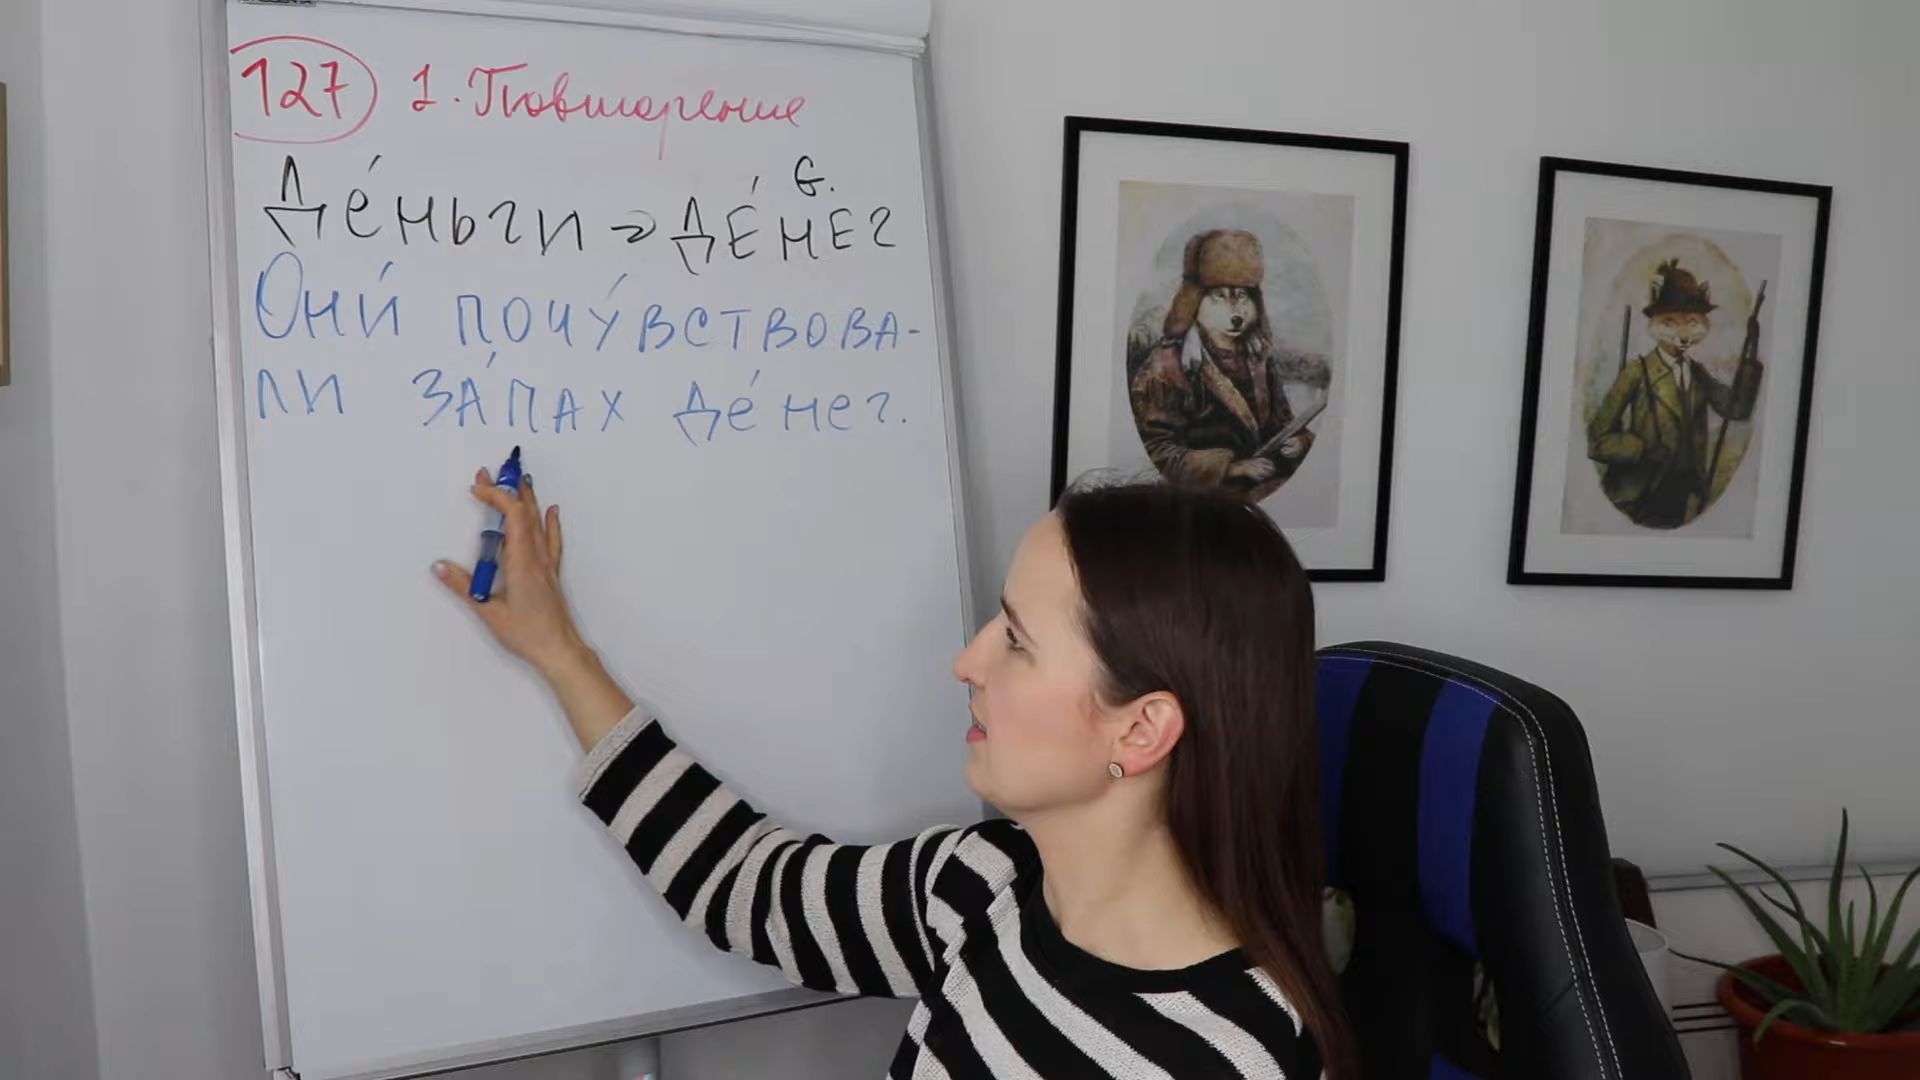 127 1. Повторение
Де́ньги → ДЕ́НЕГ G.
Они́ почу́вствова-
ли за́пах де́нег.